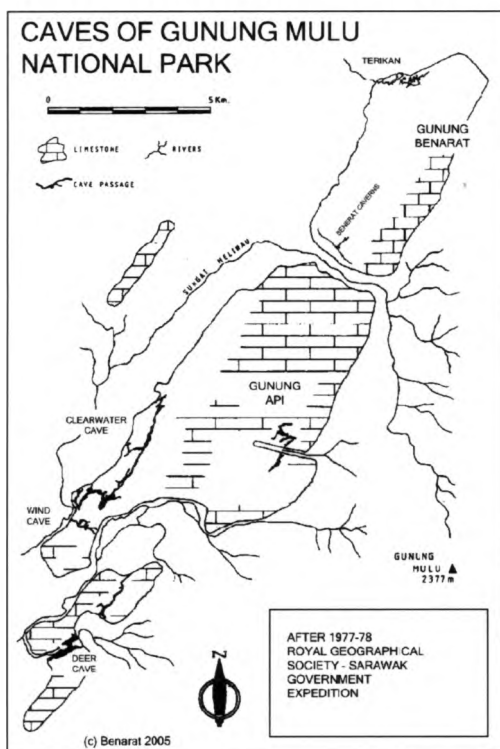 CAVES OF GUNUNG MULU
NATIONAL PARK
0 5 Km.
LIMESTONE RIVERS
CAVE PASSAGE
TERIKAN
GUNUNG
BENARAT
BENERAT CAVERNS
SUNGAI MELINAU
GUNUNG
API
CLEARWATER
CAVE
WIND
CAVE
GUNUNG
MULU
2377m
DEER
CAVE
N
AFTER 1977-78
ROYAL GEOGRAPHICAL
SOCIETY - SARAWAK
GOVERNMENT
EXPEDITION
(c) Benarat 2005